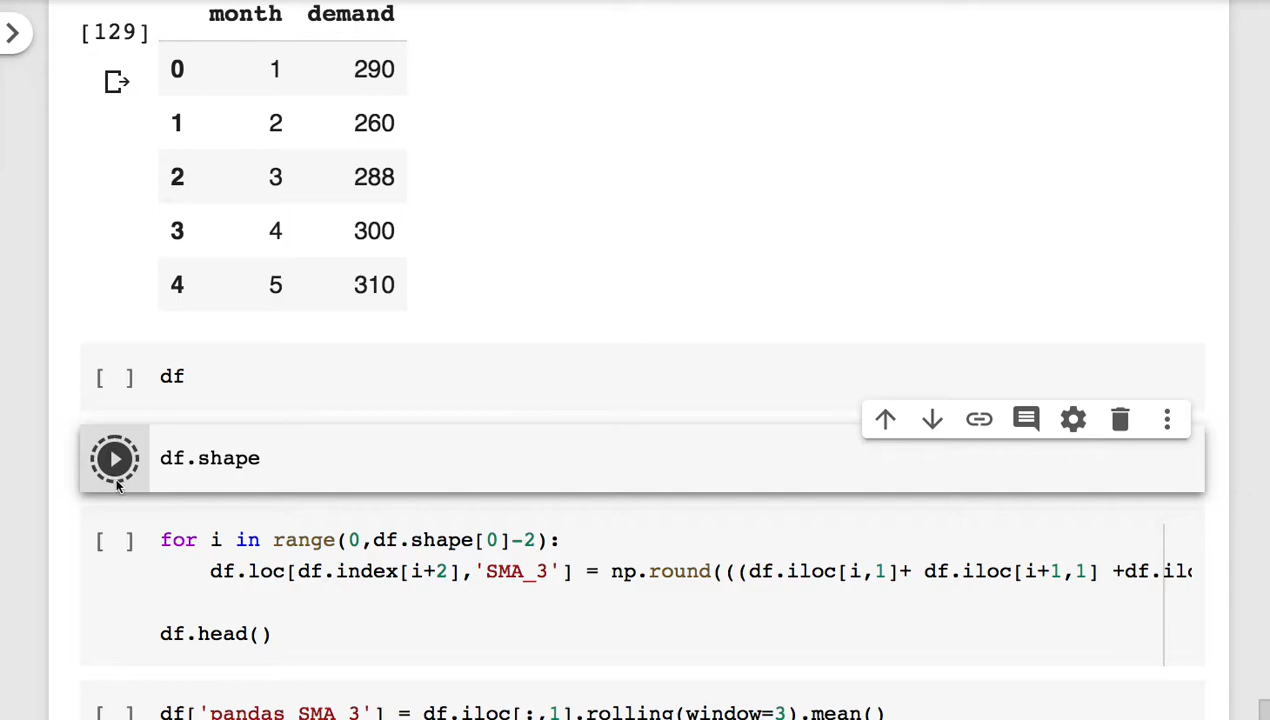 month demand
[129]
0 1 290
1 2 260
2 3 288
3 4 300
4 5 310
[ ] df
df.shape
[ ] for i in range(0,df.shape[0]-2):
df.loc[df.index[i+2],'SMA_3'] = np.round(((df.iloc[i,1]+ df.iloc[i+1,1] +df.ilo
df.head()
[ ] df['pandas_SMA_3'] = df.iloc[:,1].rolling(window=3).mean()